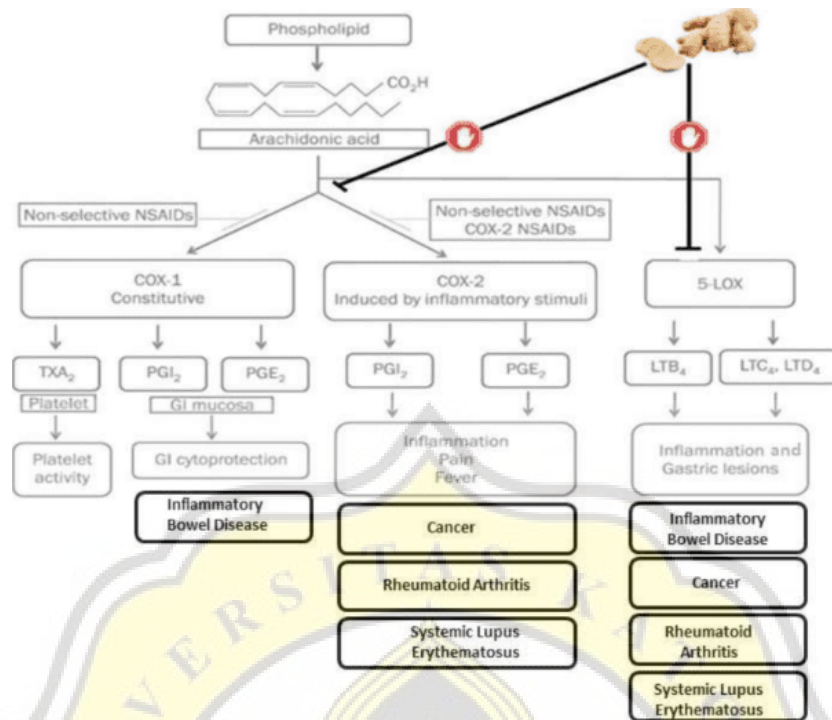 Phospholipid
CO₂H
Arachidonic acid
Non-selective NSAIDs
Non-selective NSAIDs
COX-2 NSAIDs
COX-1
Constitutive
COX-2
Induced by inflammatory stimuli
5-LOX
TXA₂
PGI₂
PGE₂
PGI₂
PGE₂
LTB₄
LTC₄, LTD₄
Platelet
GI mucosa
Platelet
activity
GI cytoprotection
Inflammation
Pain
Fever
Inflammation and
Gastric lesions
Inflammatory
Bowel Disease
Cancer
Rheumatoid Arthritis
Systemic Lupus
Erythematosus
Inflammatory
Bowel Disease
Cancer
Rheumatoid
Arthritis
Systemic Lupus
Erythematosus
VERSITAS KA